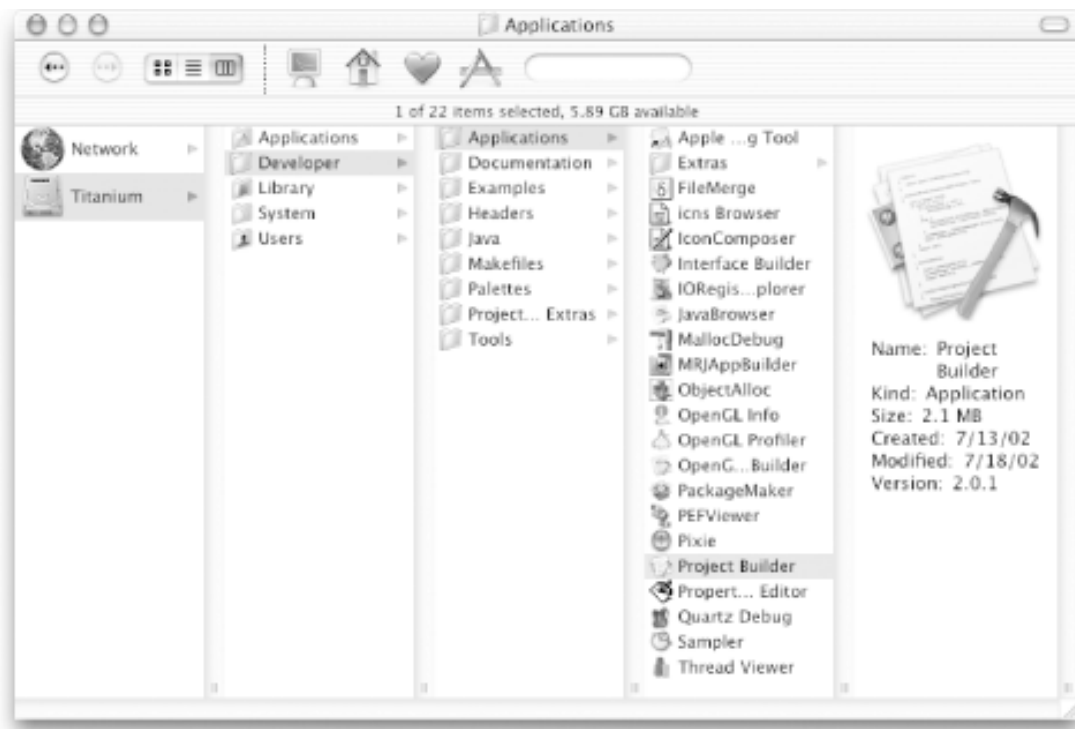 Applications
1 of 22 items selected, 5.89 GB available
Network
Titanium
Applications
Developer
Library
System
Users
Applications
Documentation
Examples
Headers
Java
Makefiles
Palettes
Project... Extras
Tools
Apple ...g Tool
Extras
FileMerge
icns Browser
IconComposer
Interface Builder
IORegis...plorer
JavaBrowser
MallocDebug
MRJAppBuilder
ObjectAlloc
OpenGL Info
OpenGL Profiler
OpenG...Builder
PackageMaker
PEFViewer
Pixie
Project Builder
Propert... Editor
Quartz Debug
Sampler
Thread Viewer
Name: Project
Builder
Kind: Application
Size: 2.1 MB
Created: 7/13/02
Modified: 7/18/02
Version: 2.0.1